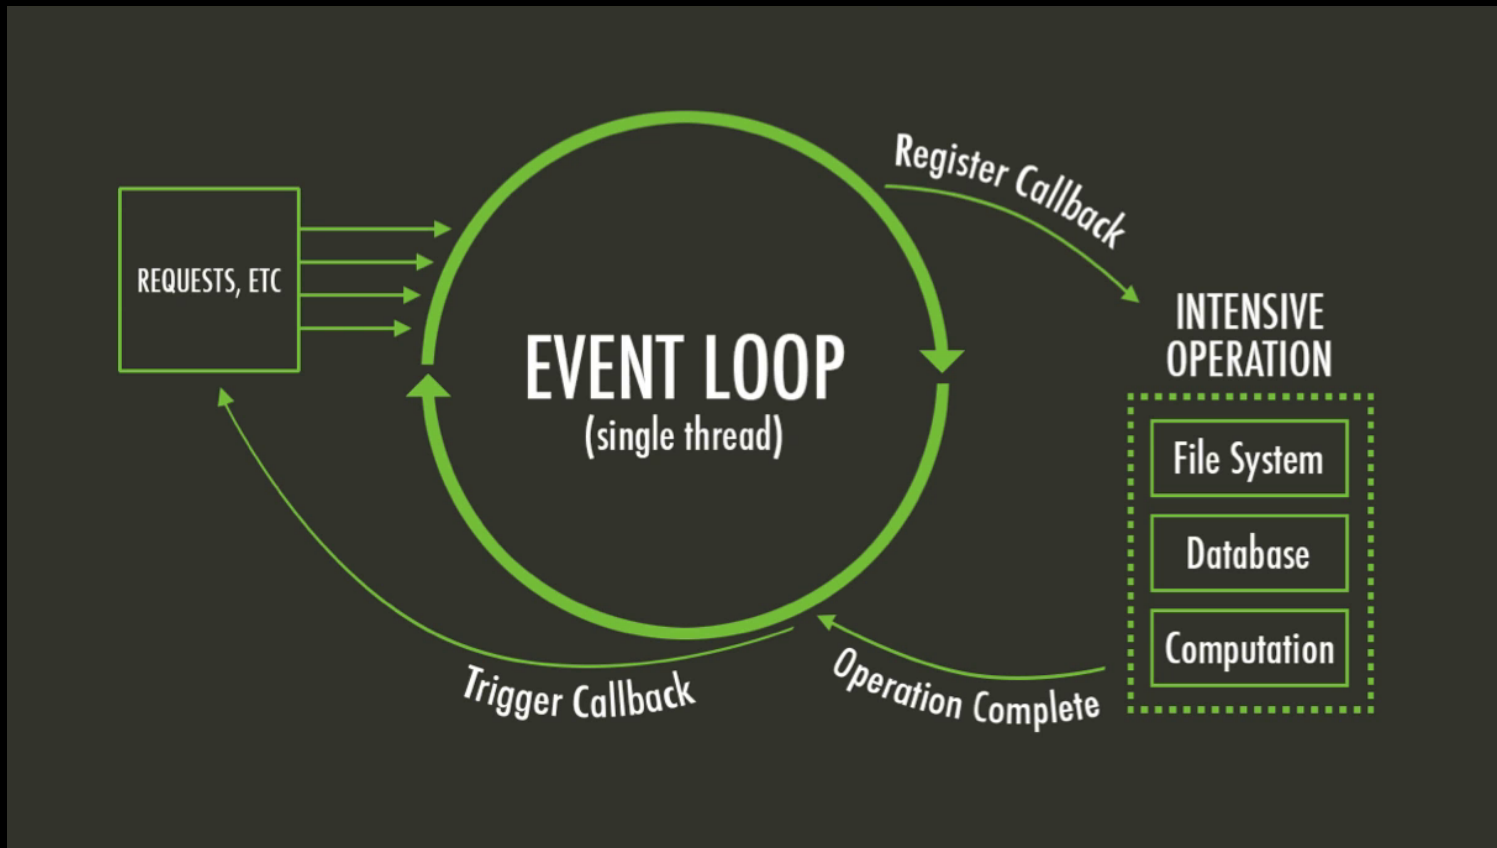 REQUESTS, ETC
EVENT LOOP
(single thread)
Register Callback
INTENSIVE
OPERATION
File System
Database
Computation
Operation Complete
Trigger Callback